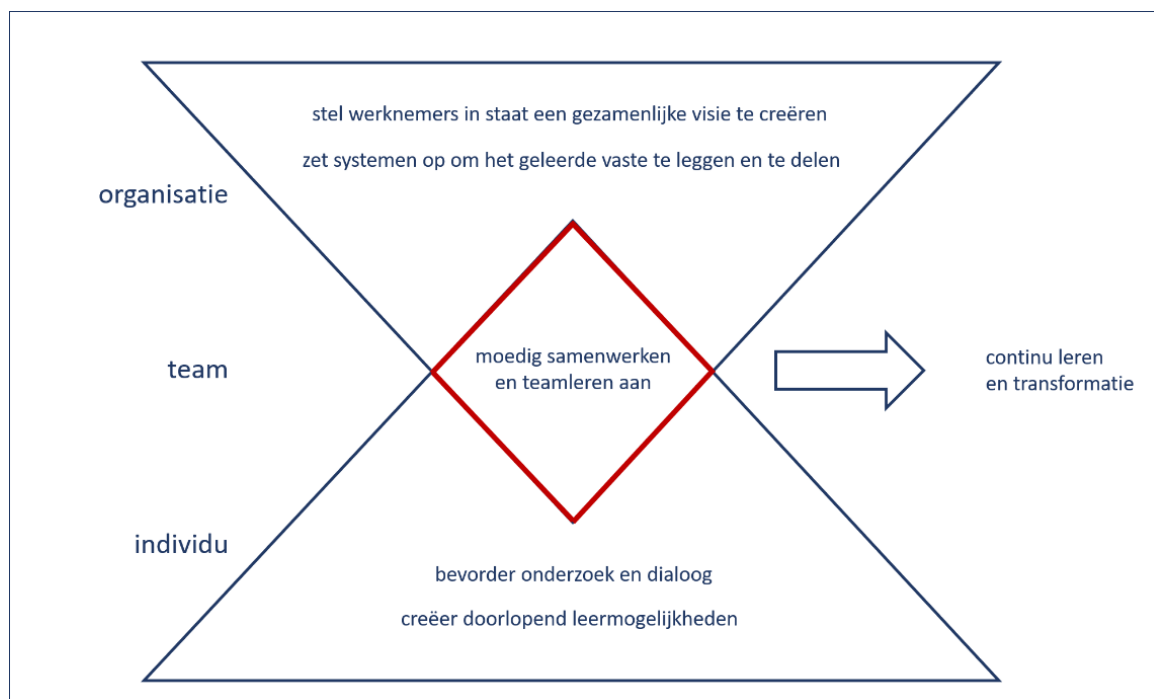 stel werknemers in staat een gezamenlijke visie te creëren
zet systemen op om het geleerde vaste te leggen en te delen
organisatie
team
moedig samenwerken
en teamleren aan
continu leren
en transformatie
individu
bevorder onderzoek en dialoog
creëer doorlopend leermogelijkheden